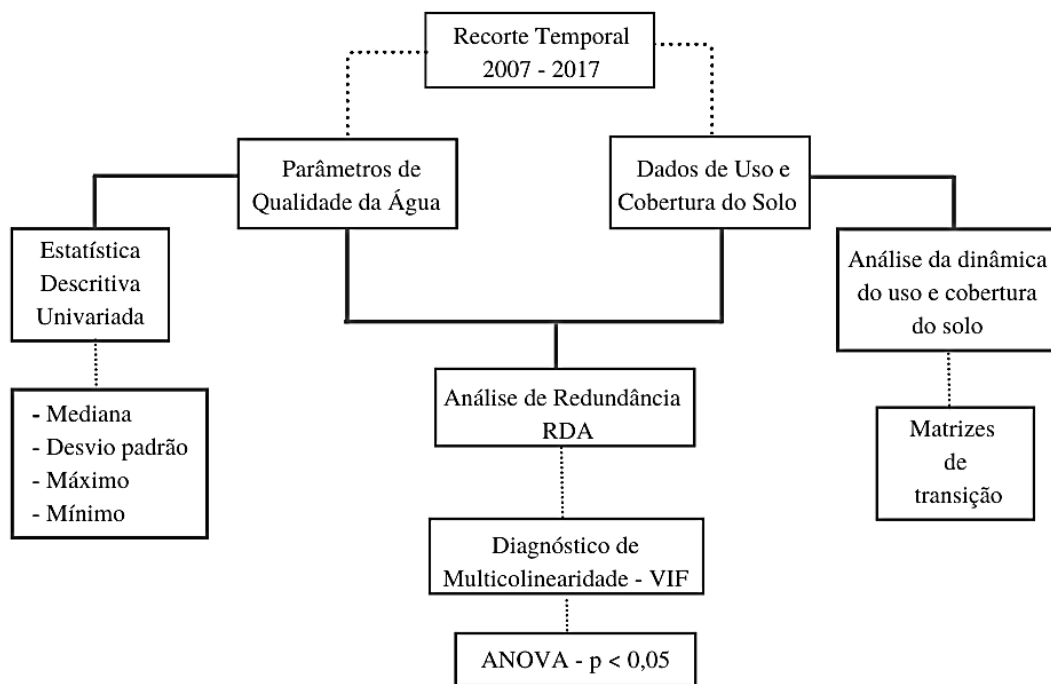 Recorte Temporal
2007 - 2017
Parâmetros de
Qualidade da Água
Dados de Uso e
Cobertura do Solo
Estatística
Descritiva
Univariada
Análise da dinâmica
do uso e cobertura
do solo
- Mediana
- Desvio padrão
- Máximo
- Mínimo
Análise de Redundância
RDA
Matrizes
de
transição
Diagnóstico de
Multicolinearidade - VIF
ANOVA - p < 0,05